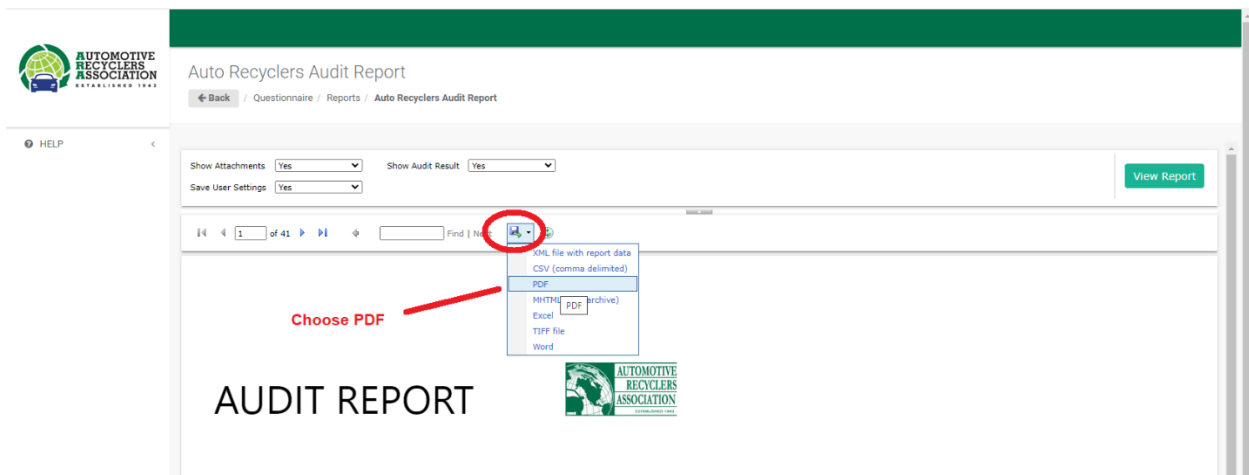 AUTOMOTIVE
RECYCLERS
ASSOCIATION
ESTABLISHED 1943
Auto Recyclers Audit Report
Back / Questionnaire / Reports / Auto Recyclers Audit Report
HELP <
Show Attachments Yes Show Audit Result Yes
Save User Settings Yes
View Report
1 of 41 Find |
XML file with report data
CSV (comma delimited)
PDF
MHTML archive)
PDF
Excel
TIFF file
Word
Choose PDF
AUDIT REPORT
AUTOMOTIVE
RECYCLERS
ASSOCIATION
ESTABLISHED 1943